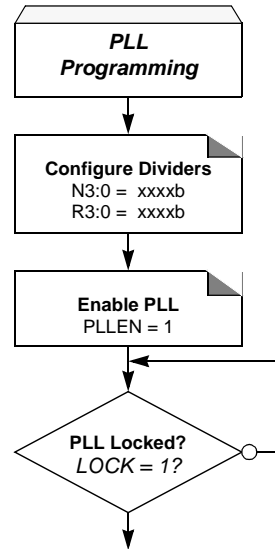 PLL
Programming
Configure Dividers
N3:0 = xxxxb
R3:0 = xxxxb
Enable PLL
PLLEN = 1
PLL Locked?
LOCK = 1?